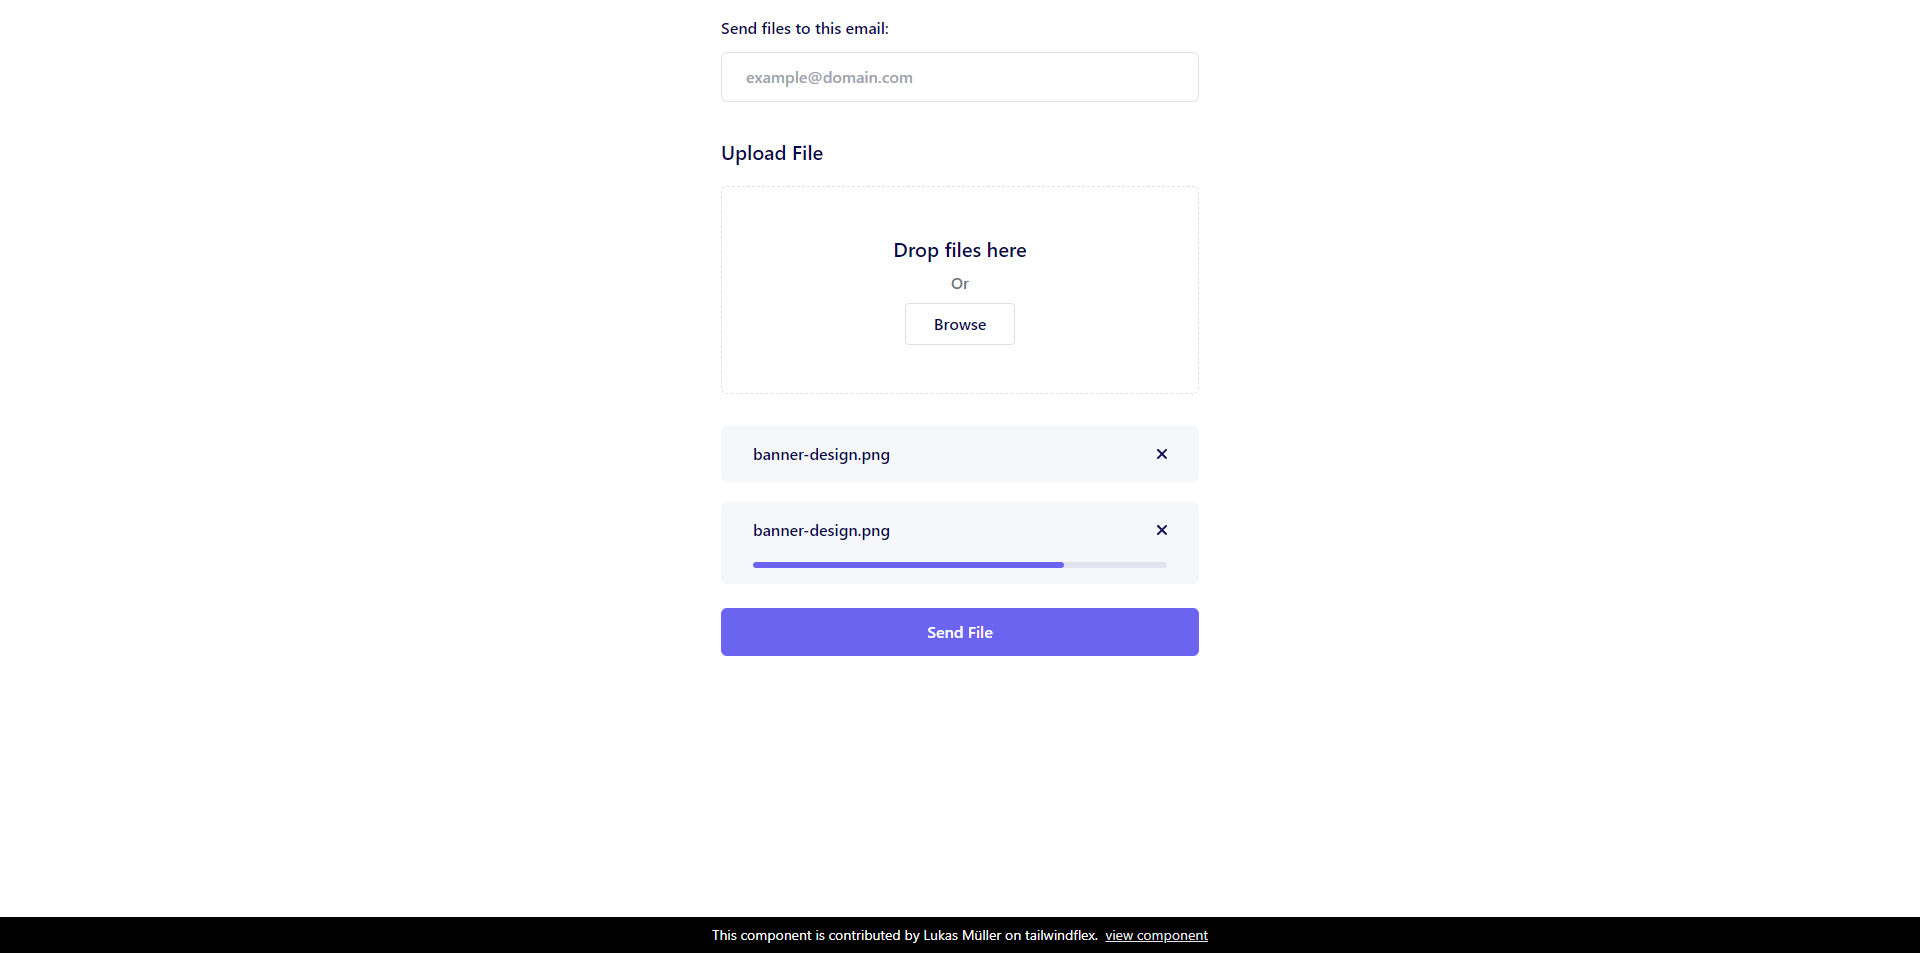 Send files to this email:
example@domain.com
Upload File
Drop files here
Or
Browse
banner-design.png
banner-design.png
Send File
This component is contributed by Lukas Müller on tailwindflex. view component